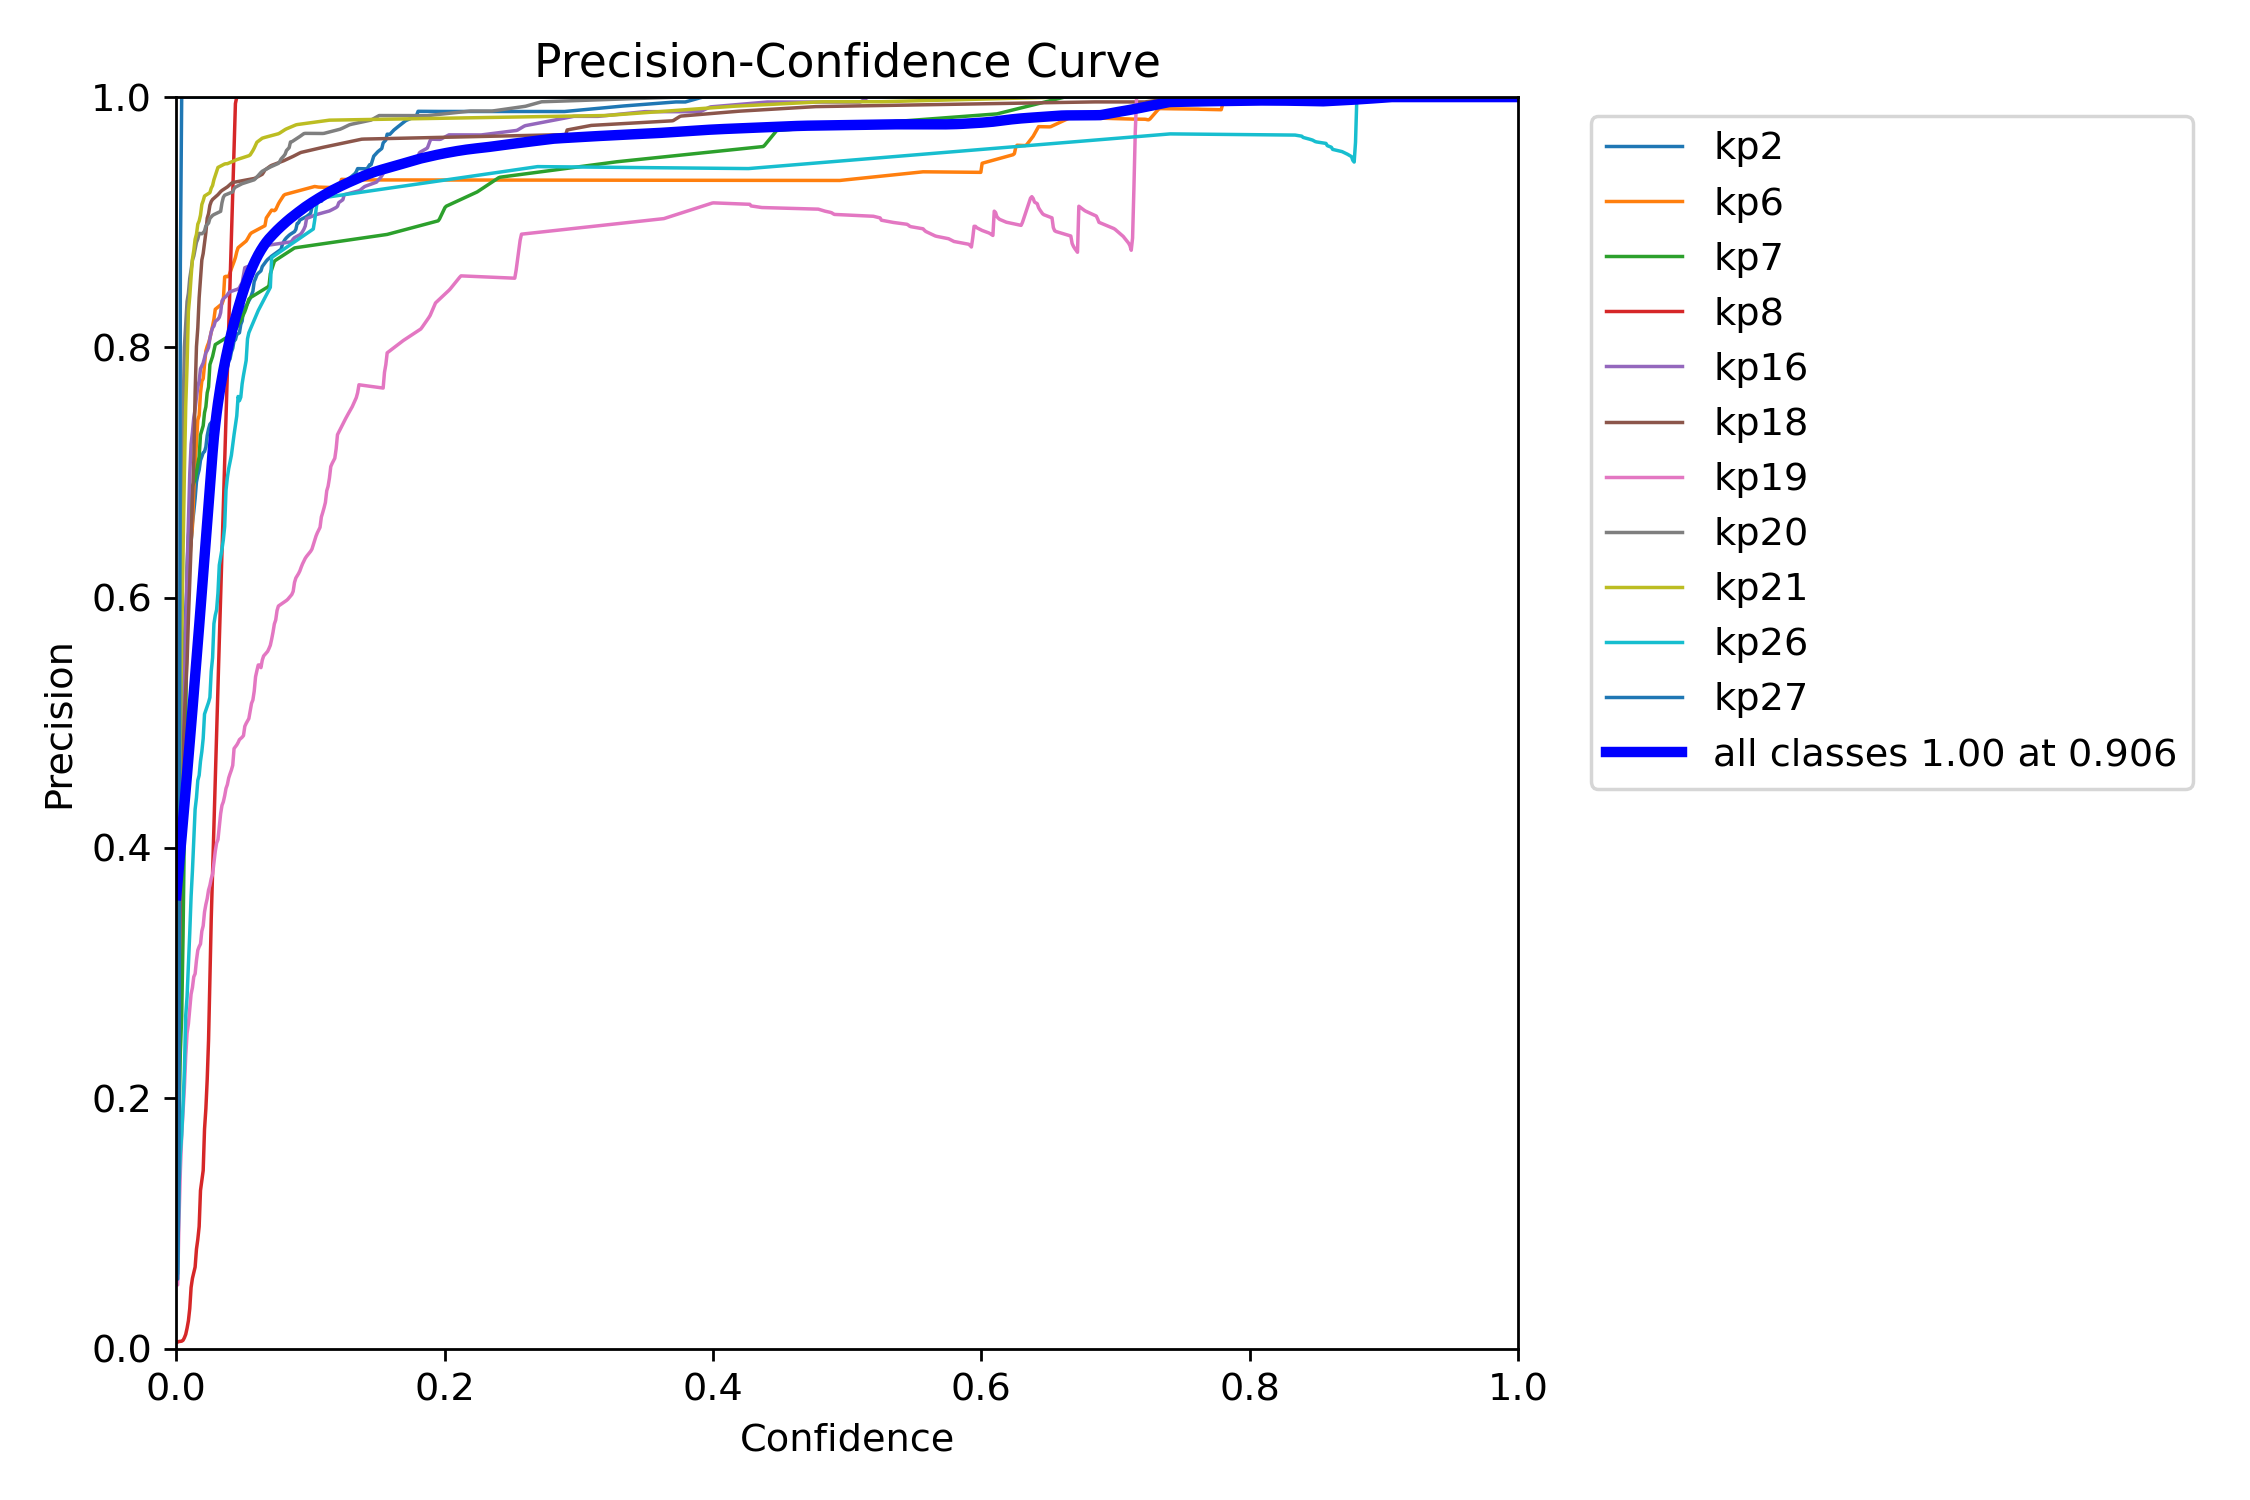 Precision-Confidence Curve
1.0
0.8
0.6
0.4
0.2
0.0
Precision
0.0 0.2 0.4 0.6 0.8 1.0
Confidence
kp2
kp6
kp7
kp8
kp16
kp18
kp19
kp20
kp21
kp26
kp27
all classes 1.00 at 0.906